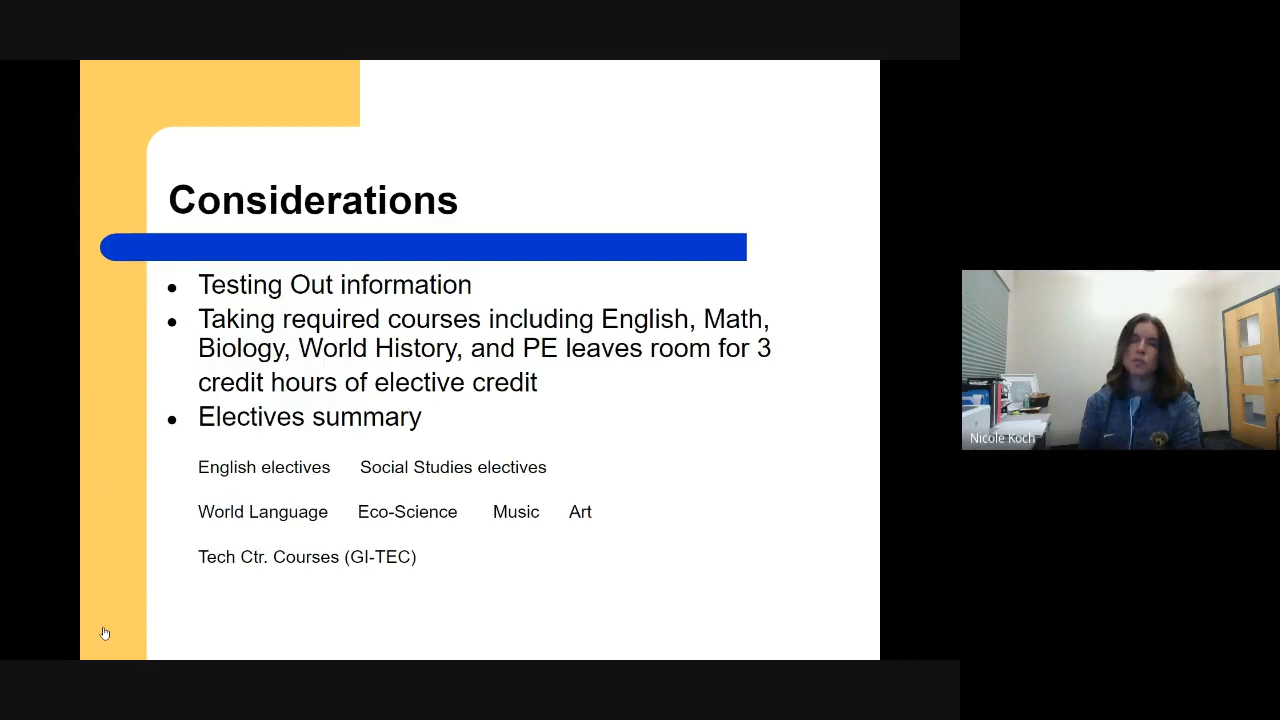 Considerations
Testing Out information
Taking required courses including English, Math,
Biology, World History, and PE leaves room for 3
credit hours of elective credit
Electives summary
English electives Social Studies electives
World Language Eco-Science Music Art
Tech Ctr. Courses (GI-TEC)
Nicole Koch